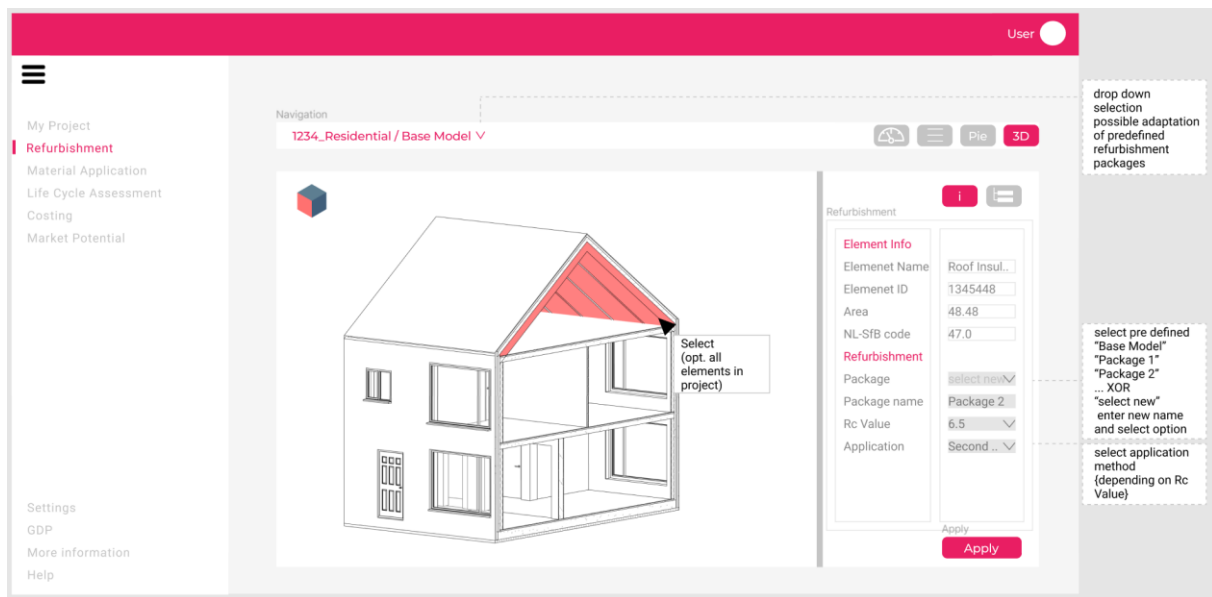 User
My Project
Refurbishment
Material Application
Life Cycle Assessment
Costing
Market Potential
Settings
GDP
More information
Help
Navigation
1234_Residential / Base Model
Pie
3D
Select
(opt. all
elements in
project)
i
Refurbishment
Element Info
Elemenet Name
Roof Insul..
Elemenet ID
1345448
Area
48.48
NL-SfB code
47.0
Refurbishment
Package
select new
Package name
Package 2
Rc Value
6.5
Application
Second ..
Apply
Apply
drop down
selection
possible adaptation
of predefined
refurbishment
packages
select pre defined
“Base Model”
“Package 1”
“Package 2”
... XOR
“select new”
enter new name
and select option
select application
method
{depending on Rc
Value}